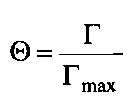 Θ = Γ / Γmax